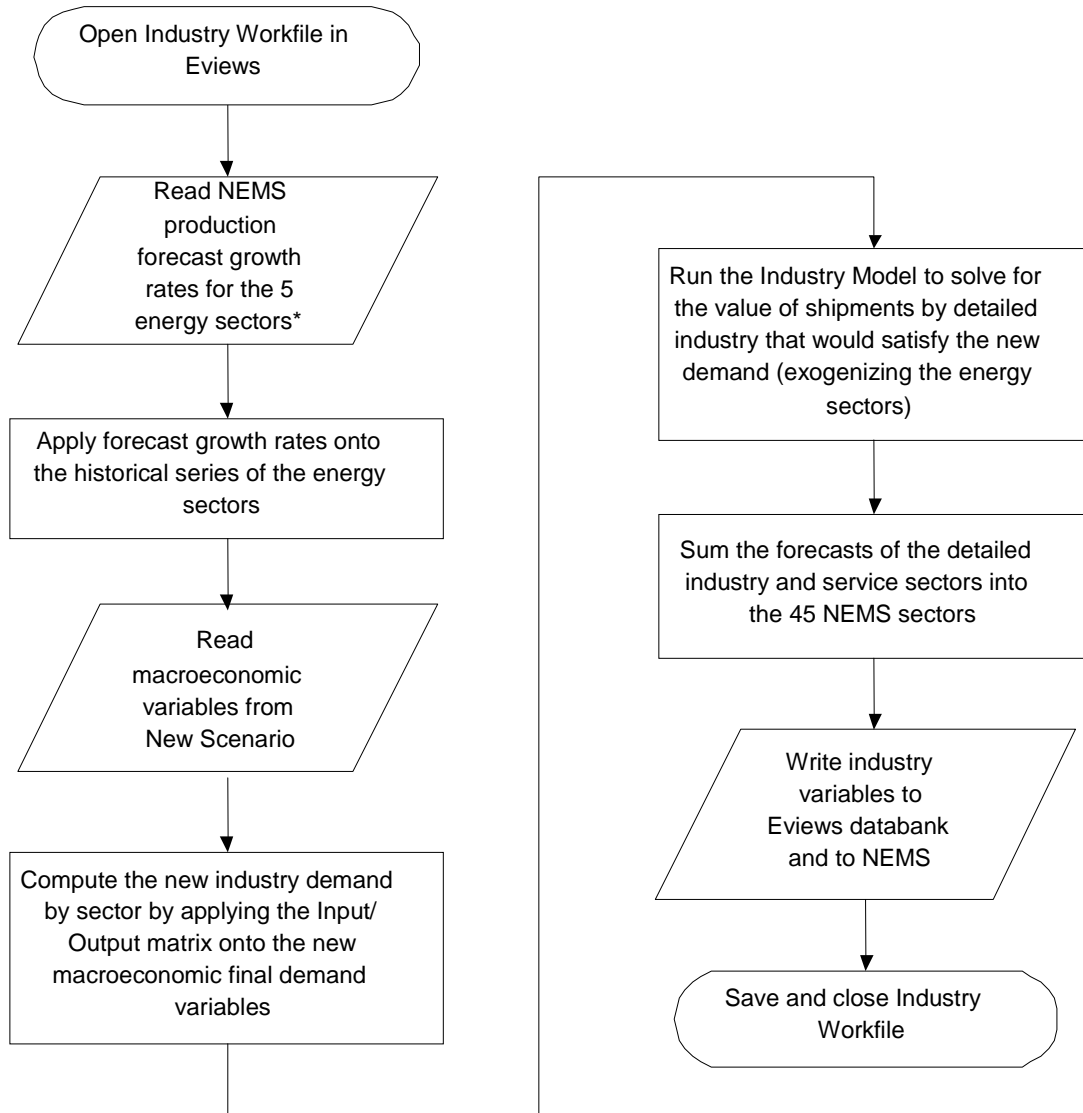 Open Industry Workfile in
Eviews
Read NEMS
production
forecast growth
rates for the 5
energy sectors*
Apply forecast growth rates onto
the historical series of the energy
sectors
Read
macroeconomic
variables from
New Scenario
Compute the new industry demand
by sector by applying the Input/
Output matrix onto the new
macroeconomic final demand
variables
Run the Industry Model to solve for
the value of shipments by detailed
industry that would satisfy the new
demand (exogenizing the energy
sectors)
Sum the forecasts of the detailed
industry and service sectors into
the 45 NEMS sectors
Write industry
variables to
Eviews databank
and to NEMS
Save and close Industry
Workfile